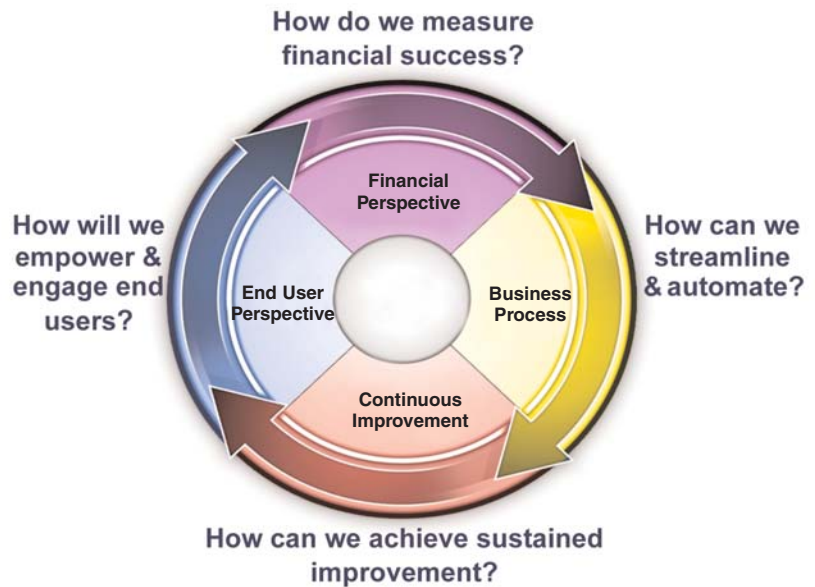 How do we measure
financial success?
Financial
Perspective
How will we
empower &
engage end
users?
End User
Perspective
Business
Process
How can we
streamline
& automate?
Continuous
Improvement
How can we achieve sustained
improvement?